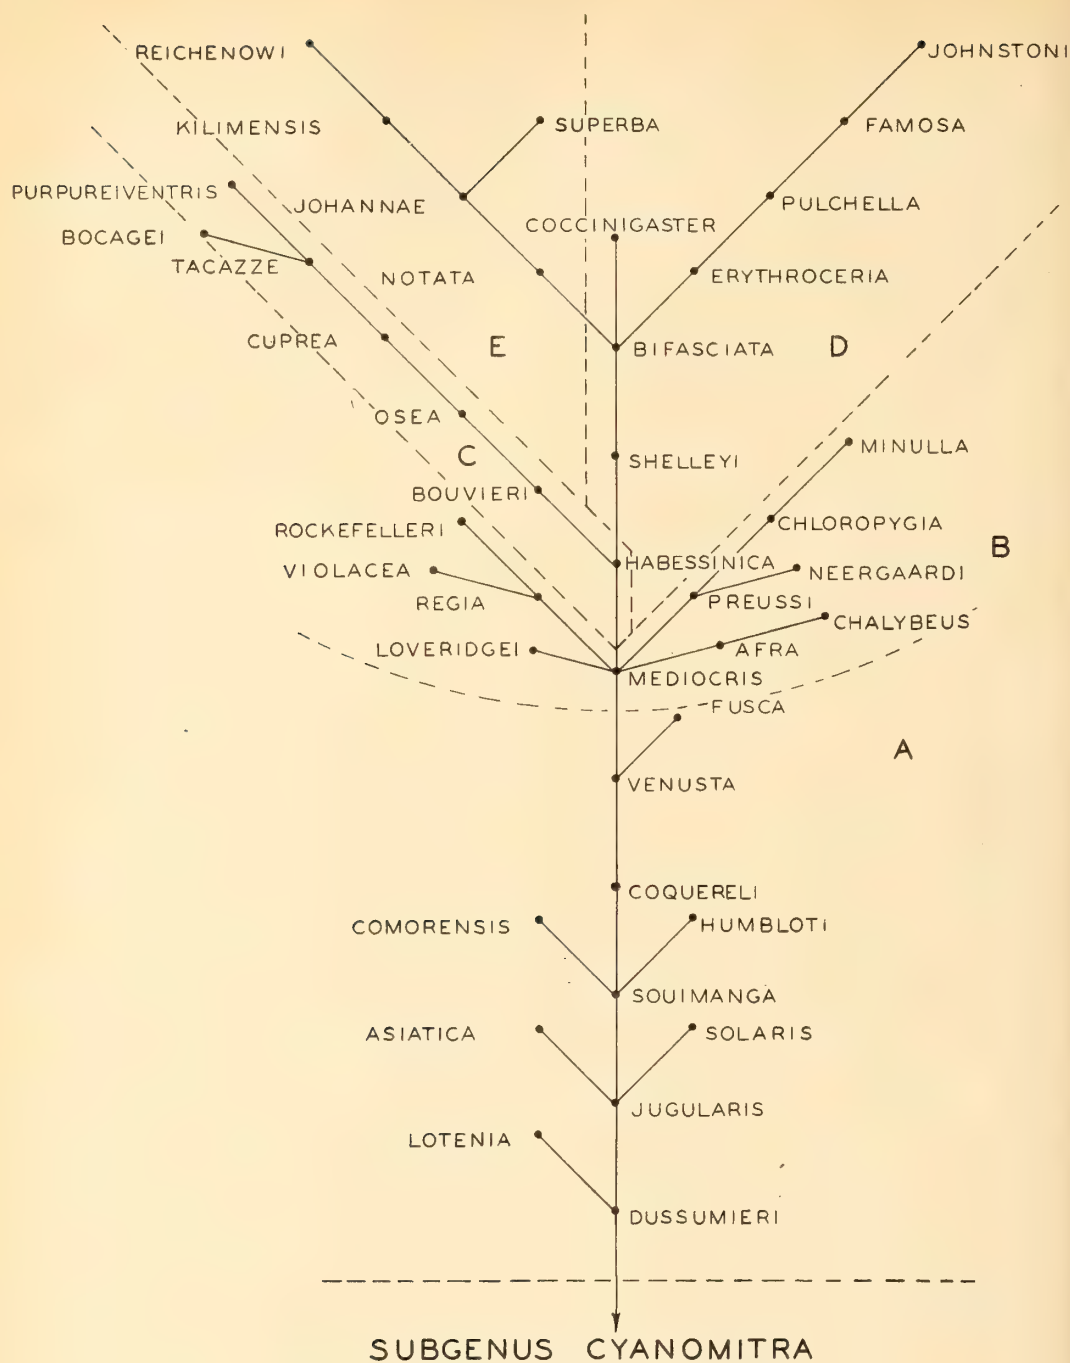 REICHENOWI
JOHNSTONI
KILIMENSIS
SUPERBA
FAMOSA
PURPUREIVENTRIS
JOHANNAE
PULCHELLA
COCCINIGASTER
BOCAGEI
TACAZZE
NOTATA
ERYTHROCERIA
CUPREA
E
BIFASCIATA
D
OSEA
MINULLA
C
SHELLEYI
BOUVIERI
ROCKEFELLERI
CHLOROPYGIA
B
VIOLACEA
HABESSINICA
NEERGAARDI
REGIA
PREUSSI
CHALYBEUS
LOVERIDGEI
AFRA
MEDIOCRIS
FUSCA
A
VENUSTA
COQUERELI
COMORENSIS
HUMBLOTI
SOUIMANGA
ASIATICA
SOLARIS
JUGULARIS
LOTENIA
DUSSUMIERI
SUBGENUS CYANOMITRA